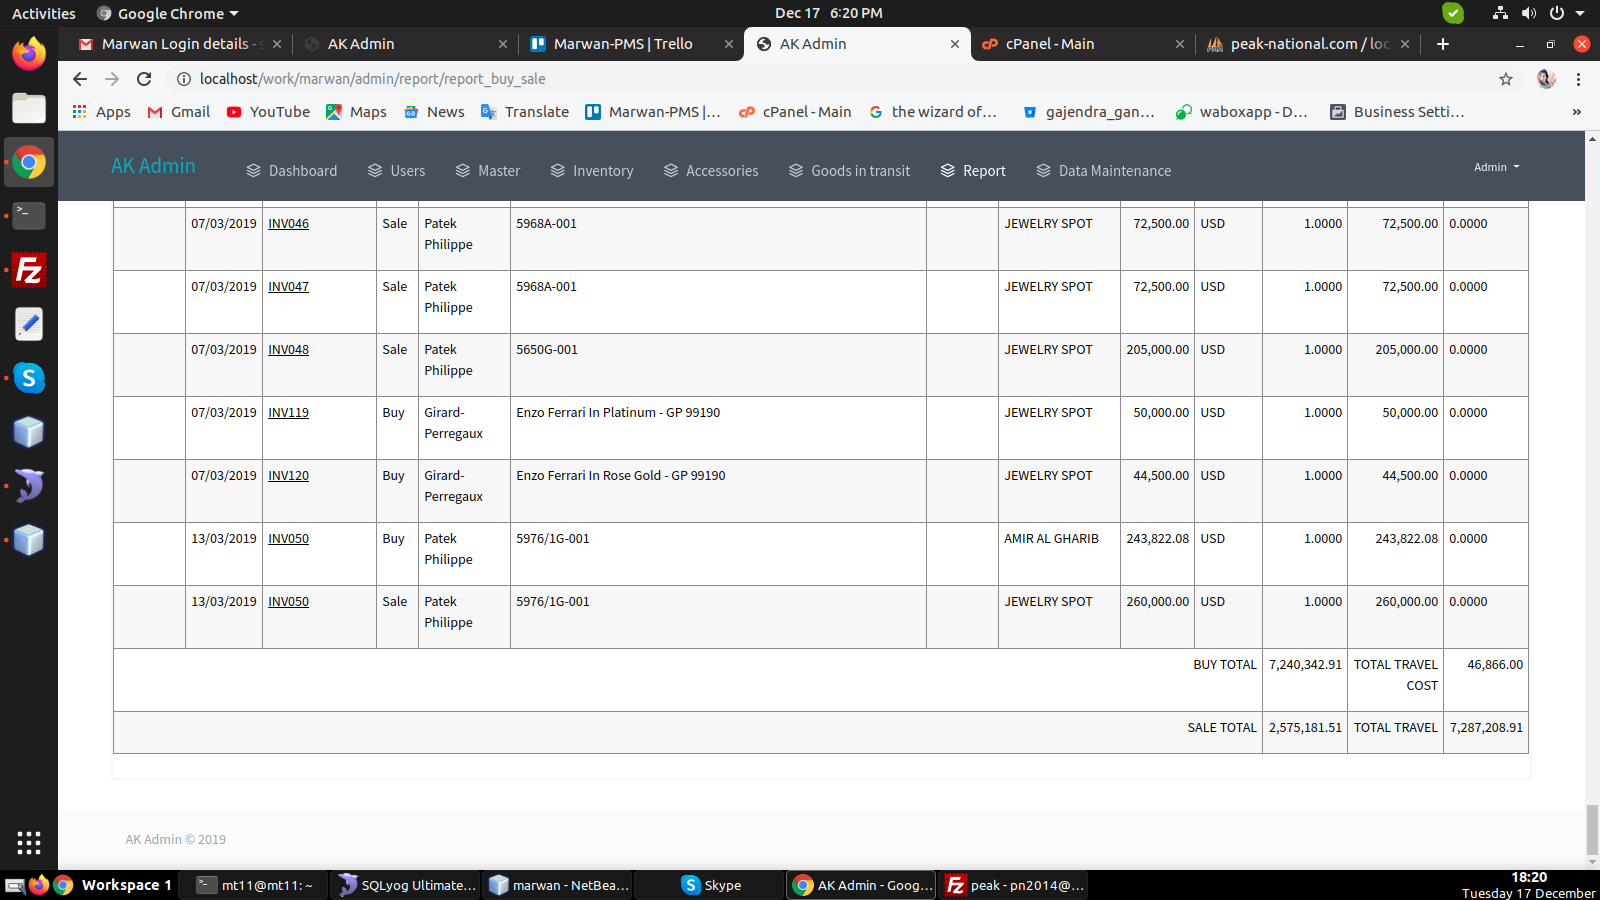 Activities Google Chrome Dec 17 6:20 PM
Marwan Login details - AK Admin Marwan-PMS | Trello AK Admin cPanel - Main peak-national.com / loc
localhost/work/marwan/admin/report/report_buy_sale
Apps Gmail YouTube Maps News Translate Marwan-PMS |... cPanel - Main the wizard of... gajendra_gan... waboxapp - D... Business Setti... »
AK Admin Dashboard Users Master Inventory Accessories Goods in transit Report Data Maintenance Admin
07/03/2019 INV046 Sale Patek 5968A-001 JEWELRY SPOT 72,500.00 USD 1.0000 72,500.00 0.0000
Philippe
07/03/2019 INV047 Sale Patek 5968A-001 JEWELRY SPOT 72,500.00 USD 1.0000 72,500.00 0.0000
Philippe
07/03/2019 INV048 Sale Patek 5650G-001 JEWELRY SPOT 205,000.00 USD 1.0000 205,000.00 0.0000
Philippe
07/03/2019 INV119 Buy Girard- Enzo Ferrari In Platinum - GP 99190 JEWELRY SPOT 50,000.00 USD 1.0000 50,000.00 0.0000
Perregaux
07/03/2019 INV120 Buy Girard- Enzo Ferrari In Rose Gold - GP 99190 JEWELRY SPOT 44,500.00 USD 1.0000 44,500.00 0.0000
Perregaux
13/03/2019 INV050 Buy Patek 5976/1G-001 AMIR AL GHARIB 243,822.08 USD 1.0000 243,822.08 0.0000
Philippe
13/03/2019 INV050 Sale Patek 5976/1G-001 JEWELRY SPOT 260,000.00 USD 1.0000 260,000.00 0.0000
Philippe
BUY TOTAL 7,240,342.91 TOTAL TRAVEL 46,866.00
COST
SALE TOTAL 2,575,181.51 TOTAL TRAVEL 7,287,208.91
AK Admin © 2019
Workspace 1 mt11@mt11: ~ SQLyog Ultimate... marwan - NetBea... Skype AK Admin - Goog... peak - pn2014@... 18:20
Tuesday 17 December